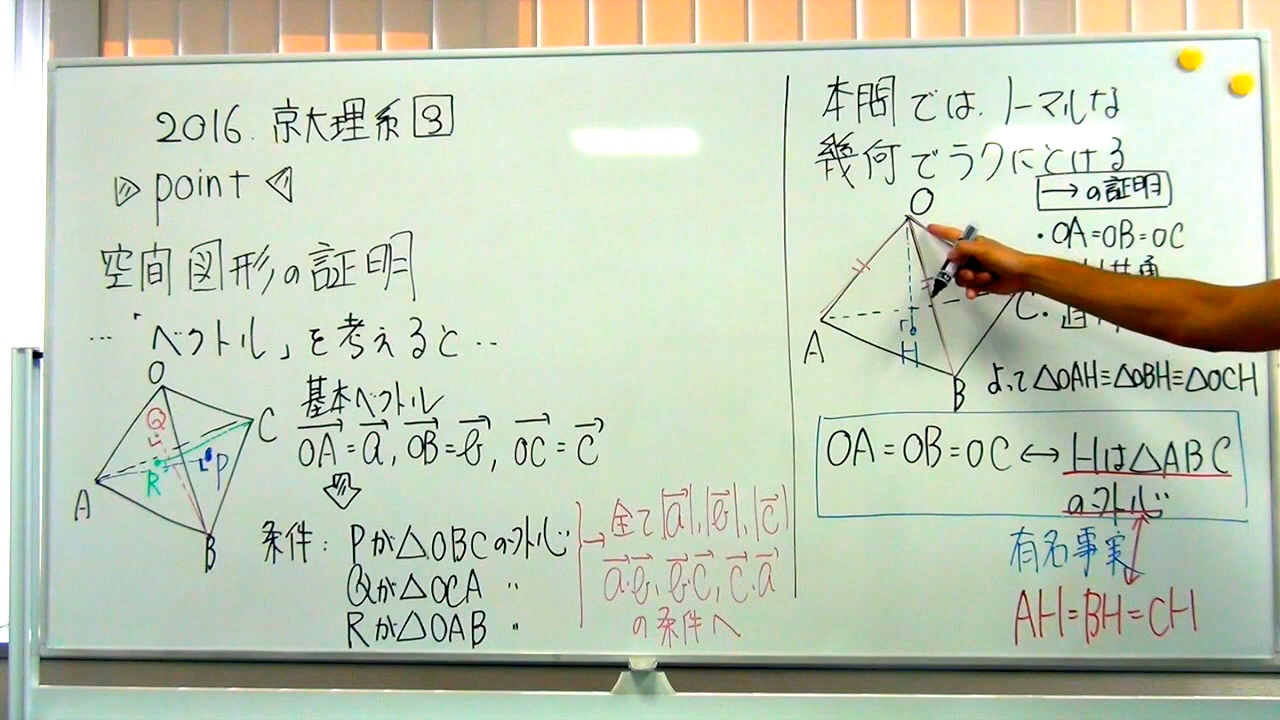 2016. 京大理系 3
point
空間図形の証明
…「ベクトル」を考えると‥
O
Q
C
R
P
A
B
基本ベクトル
OA=a, OB=b, OC=c
条件: Pが△OBCの外心
Qが△OCA 〃
Rが△OAB 〃
→全て|a|,|b|,|c|
a・b, b・c, c・a
の条件へ
本問では、ノーマルな
幾何でラクにとける
→の証明
O
・OA=OB=OC
A
H
B
C
よって△OAH≡△OBH≡△OCH
OA=OB=OC↔Hは△ABC
の外心
有名事実
AH=BH=CH